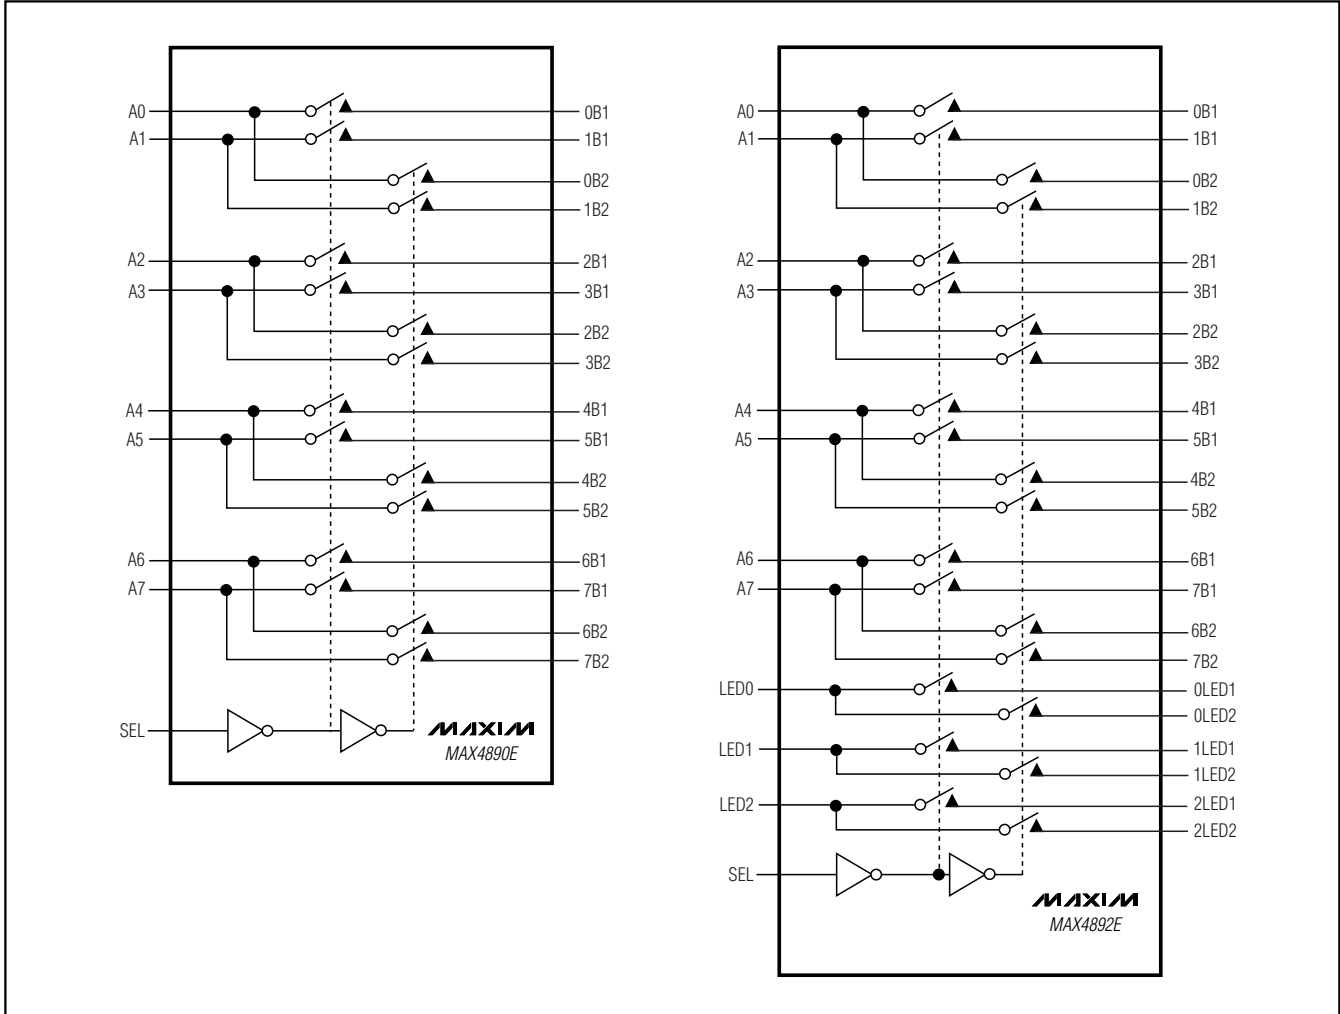 A0
0B1
A1
1B1
0B2
1B2
A2
2B1
A3
3B1
2B2
3B2
A4
4B1
A5
5B1
4B2
5B2
A6
6B1
A7
7B1
6B2
7B2
SEL
MAXIM
MAX4890E
A0
0B1
A1
1B1
0B2
1B2
A2
2B1
A3
3B1
2B2
3B2
A4
4B1
A5
5B1
4B2
5B2
A6
6B1
A7
7B1
6B2
7B2
LED0
0LED1
0LED2
LED1
1LED1
1LED2
LED2
2LED1
2LED2
SEL
MAXIM
MAX4892E